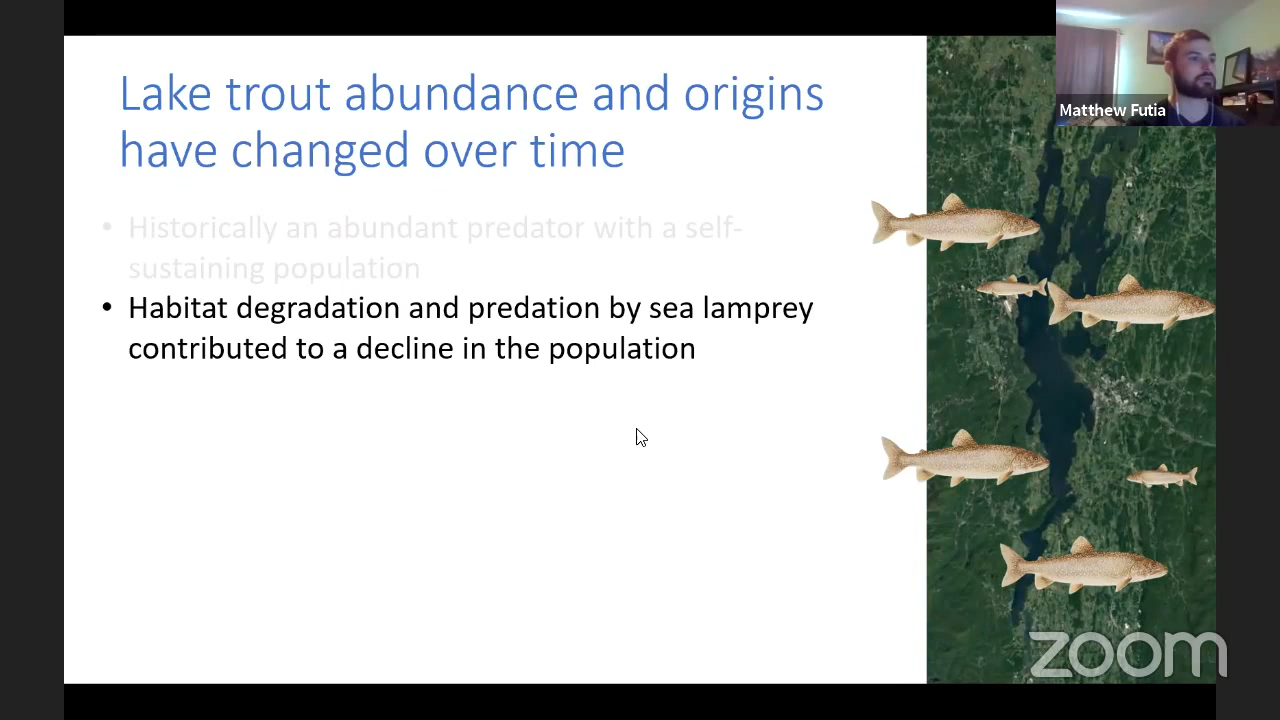 Lake trout abundance and origins
have changed over time
• Historically an abundant predator with a self-
sustaining population
• Habitat degradation and predation by sea lamprey
contributed to a decline in the population
Matthew Futia
zoom